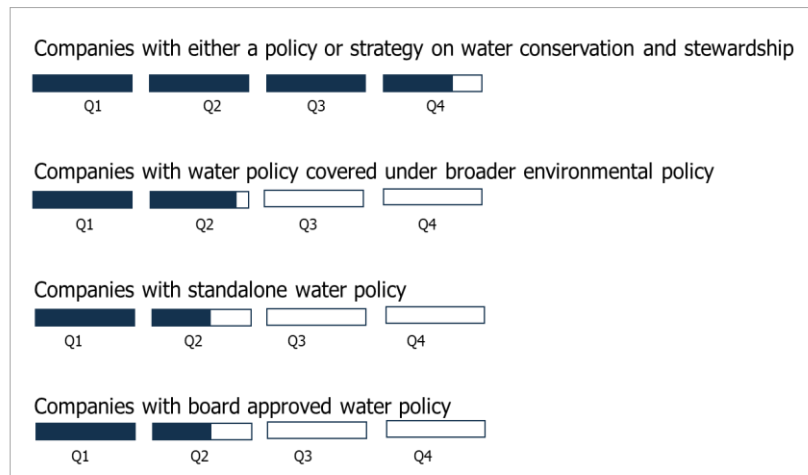 Companies with either a policy or strategy on water conservation and stewardship
Q1 Q2 Q3 Q4
Companies with water policy covered under broader environmental policy
Q1 Q2 Q3 Q4
Companies with standalone water policy
Q1 Q2 Q3 Q4
Companies with board approved water policy
Q1 Q2 Q3 Q4